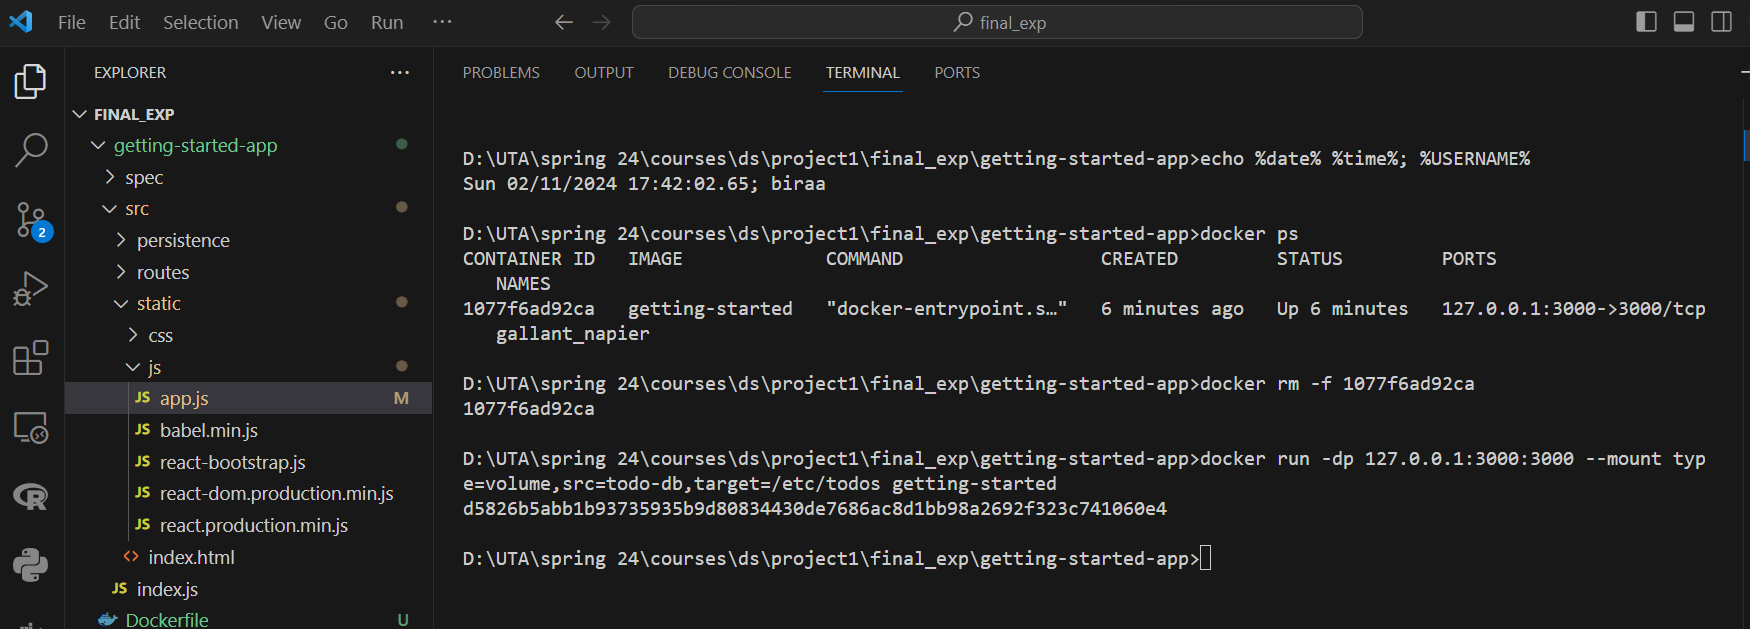 File Edit Selection View Go Run ···
final_exp
EXPLORER ···
FINAL_EXP
getting-started-app
spec
src
persistence
routes
static
css
js
JS app.js M
JS babel.min.js
JS react-bootstrap.js
JS react-dom.production.min.js
JS react.production.min.js
<> index.html
JS index.js
Dockerfile U
2
PROBLEMS OUTPUT DEBUG CONSOLE TERMINAL PORTS
D:\UTA\spring 24\courses\ds\project1\final_exp\getting-started-app>echo %date% %time%; %USERNAME%
Sun 02/11/2024 17:42:02.65; biraa
D:\UTA\spring 24\courses\ds\project1\final_exp\getting-started-app>docker ps
CONTAINER ID IMAGE COMMAND CREATED STATUS PORTS
NAMES
1077f6ad92ca getting-started "docker-entrypoint.s…" 6 minutes ago Up 6 minutes 127.0.0.1:3000->3000/tcp
gallant_napier
D:\UTA\spring 24\courses\ds\project1\final_exp\getting-started-app>docker rm -f 1077f6ad92ca
1077f6ad92ca
D:\UTA\spring 24\courses\ds\project1\final_exp\getting-started-app>docker run -dp 127.0.0.1:3000:3000 --mount typ
e=volume,src=todo-db,target=/etc/todos getting-started
d5826b5abb1b93735935b9d80834430de7686ac8d1bb98a2692f323c741060e4
D:\UTA\spring 24\courses\ds\project1\final_exp\getting-started-app>